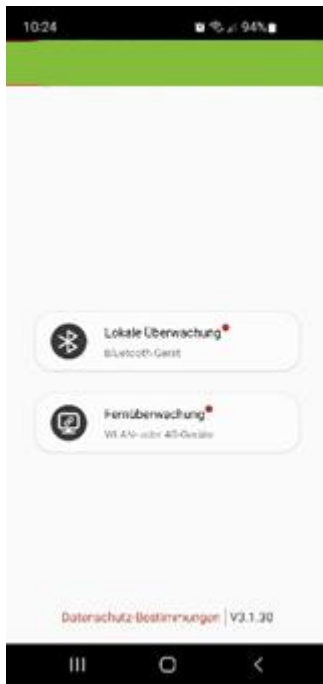 10:24
94%
Lokale Überwachung
Bluetooth-Gerät
Fernüberwachung
WLAN- oder 4G-Geräte
Datenschutz-Bestimmungen | V3.1.30